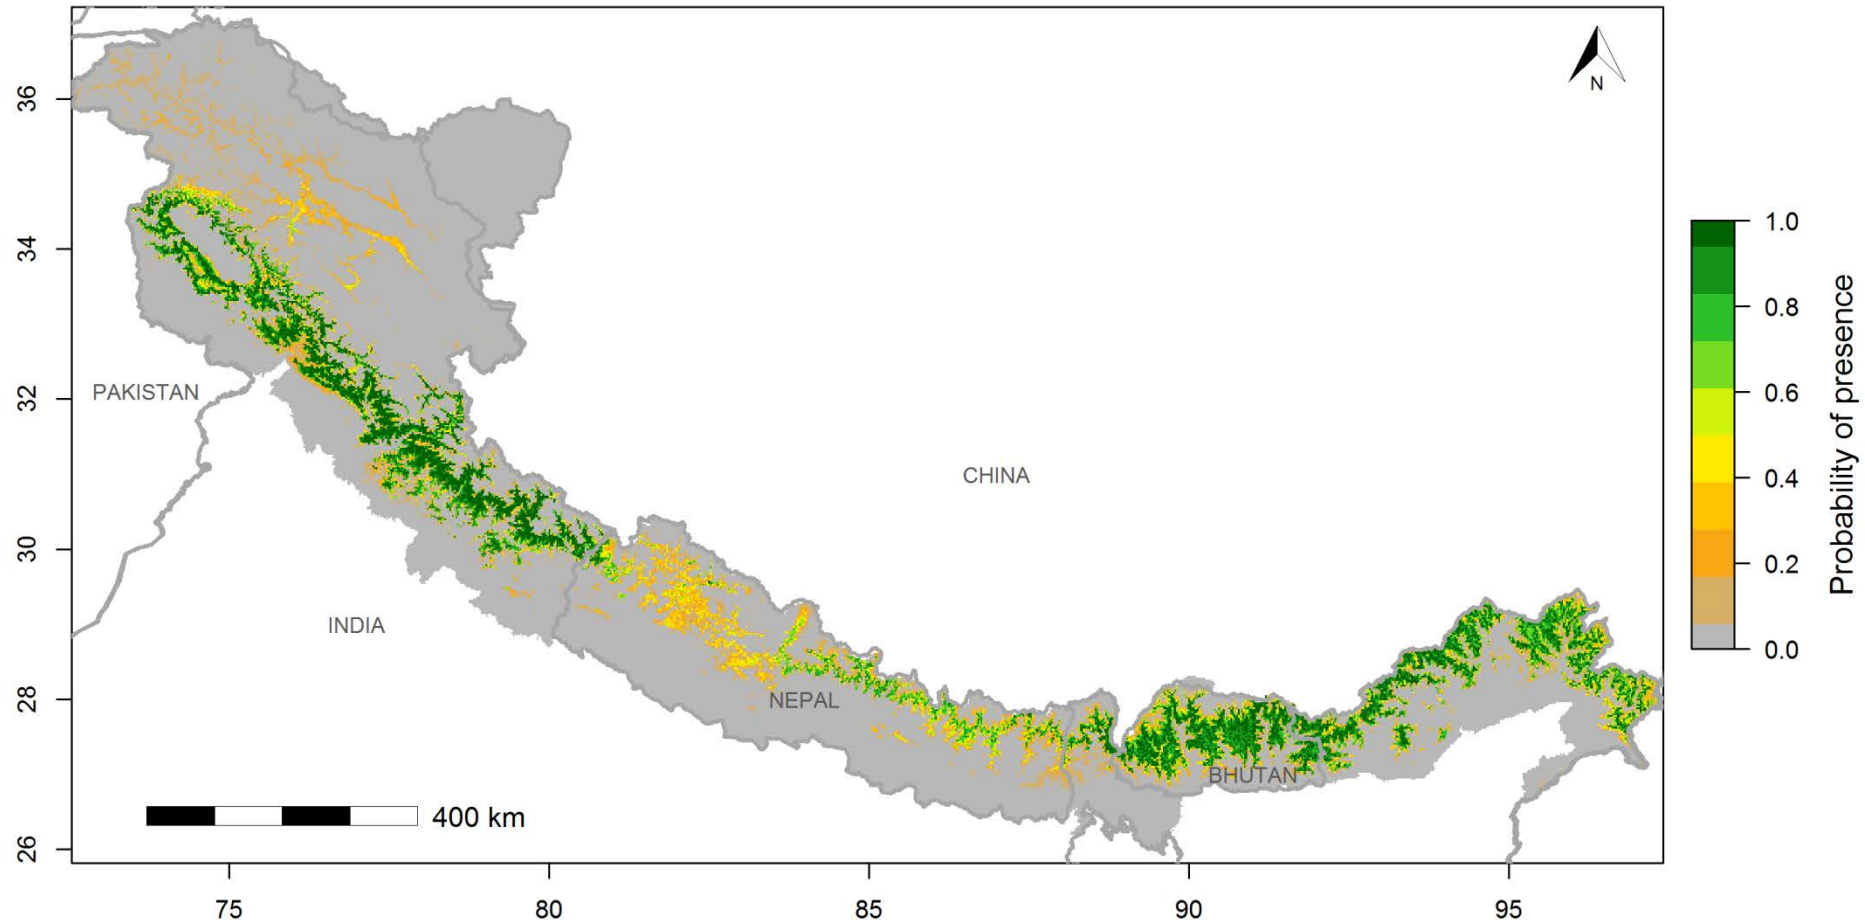 N
36
34
32
30
28
26
PAKISTAN
INDIA
CHINA
NEPAL
BHUTAN
400 km
75
80
85
90
95
1.0
0.8
0.6
0.4
0.2
0.0
Probability of presence